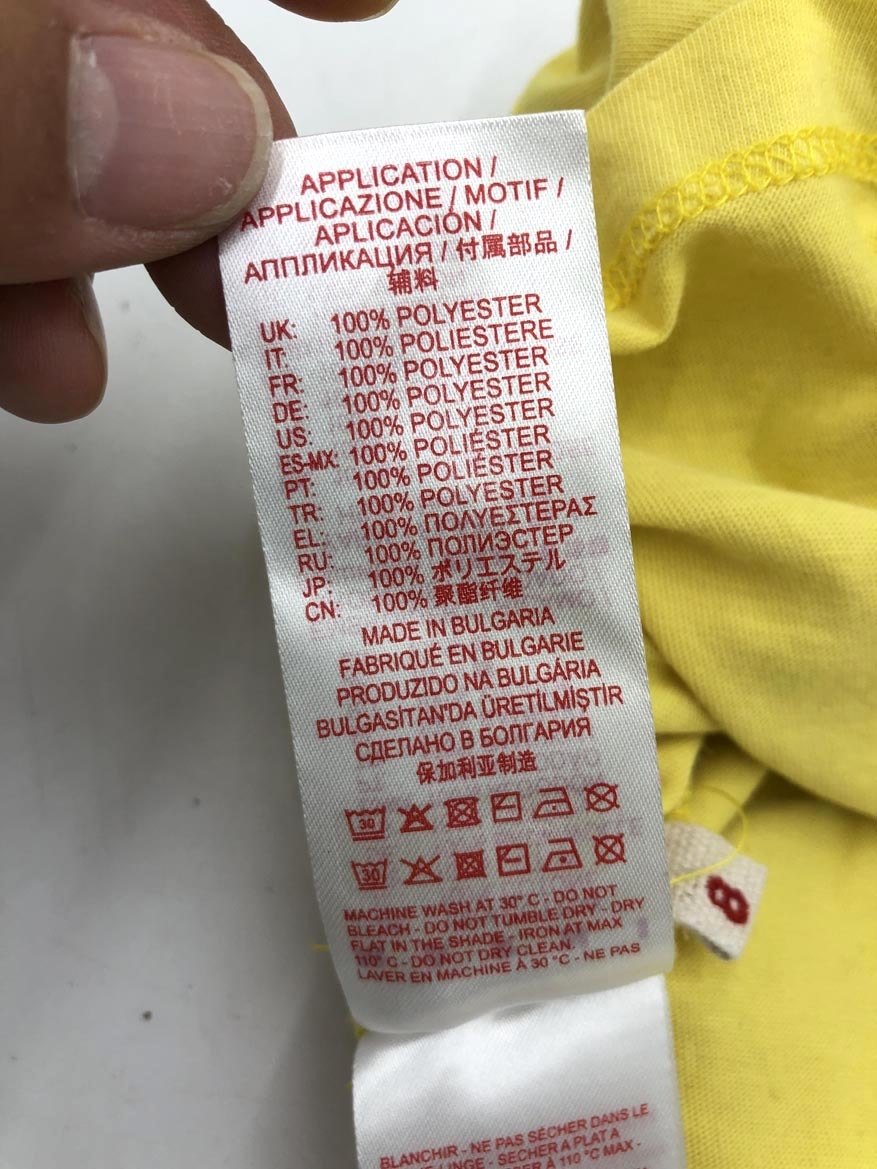 APPLICATION /
APPLICAZIONE / MOTIF /
APLICACIÓN /
АППЛИКАЦИЯ / 付属部品 /
辅料
UK: 100% POLYESTER
IT: 100% POLIESTERE
FR: 100% POLYESTER
DE: 100% POLYESTER
US: 100% POLYESTER
ES-MX: 100% POLIÉSTER
PT: 100% POLIÉSTER
TR: 100% POLYESTER
EL: 100% ΠΟΛΥΕΣΤΕΡΑΣ
RU: 100% ПОЛИЭСТЕР
JP: 100% ポリエステル
CN: 100% 聚酯纤维
MADE IN BULGARIA
FABRIQUÉ EN BULGARIE
PRODUZIDO NA BULGÁRIA
BULGASİTAN'DA ÜRETİLMİŞTİR
СДЕЛАНО В БОЛГАРИЯ
保加利亚制造
30
30
MACHINE WASH AT 30° C - DO NOT
BLEACH - DO NOT TUMBLE DRY - DRY
FLAT IN THE SHADE - IRON AT MAX
110° C - DO NOT DRY CLEAN.
LAVER EN MACHINE À 30 °C - NE PAS
8
BLANCHIR - NE PAS SÉCHER DANS LE
LINGE - SECHER A PLAT A
À 110 °C MAX -